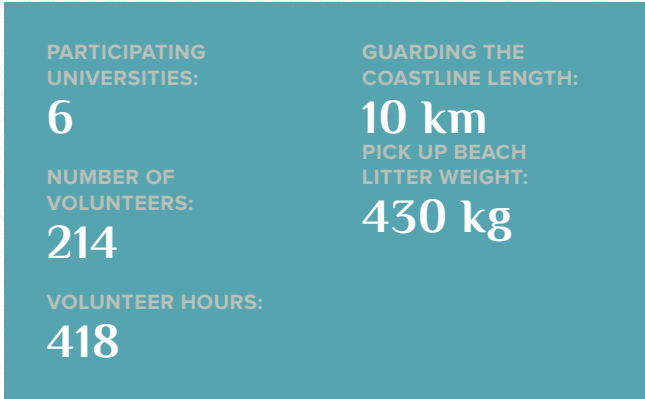 PARTICIPATING
UNIVERSITIES:
6
NUMBER OF
VOLUNTEERS:
214
VOLUNTEER HOURS:
418
GUARDING THE
COASTLINE LENGTH:
10 km
PICK UP BEACH
LITTER WEIGHT:
430 kg